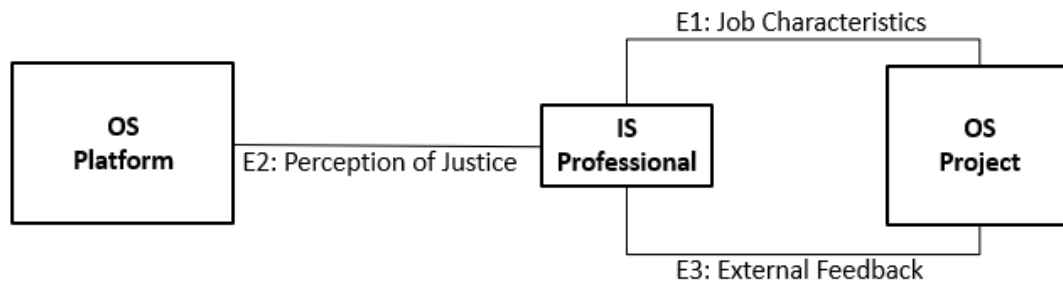 E1: Job Characteristics
OS
Platform
E2: Perception of Justice
IS
Professional
OS
Project
E3: External Feedback